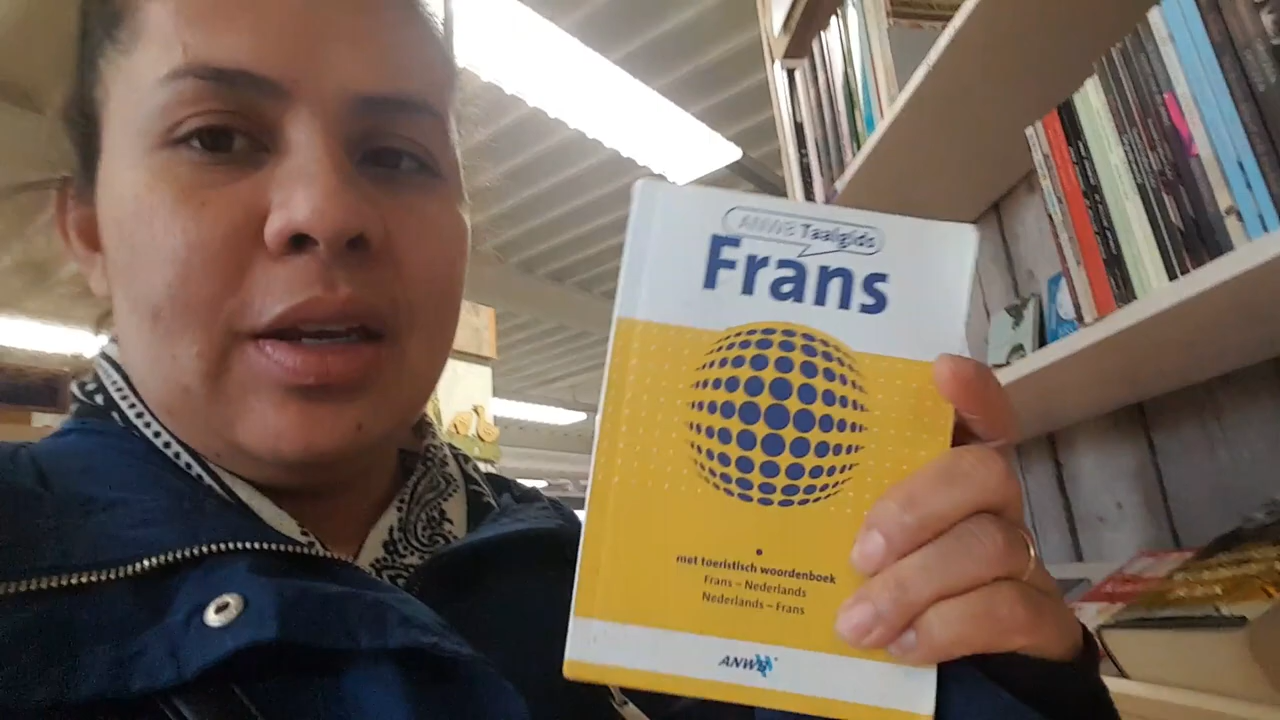 ANWB Taalgids
Frans
met toeristisch woordenboek
Frans – Nederlands
Nederlands – Frans
ANWB